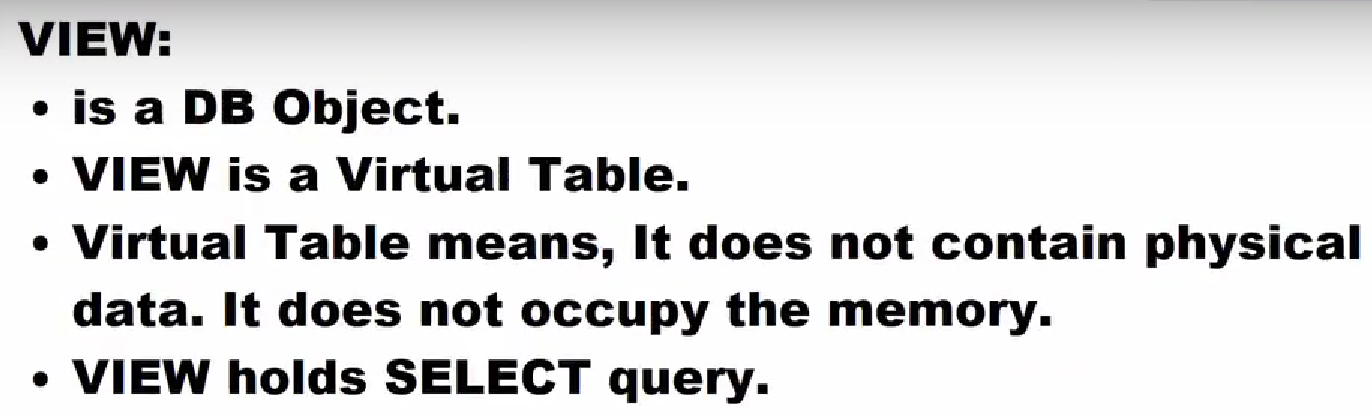 VIEW:
• is a DB Object.
• VIEW is a Virtual Table.
• Virtual Table means, It does not contain physical
data. It does not occupy the memory.
• VIEW holds SELECT query.